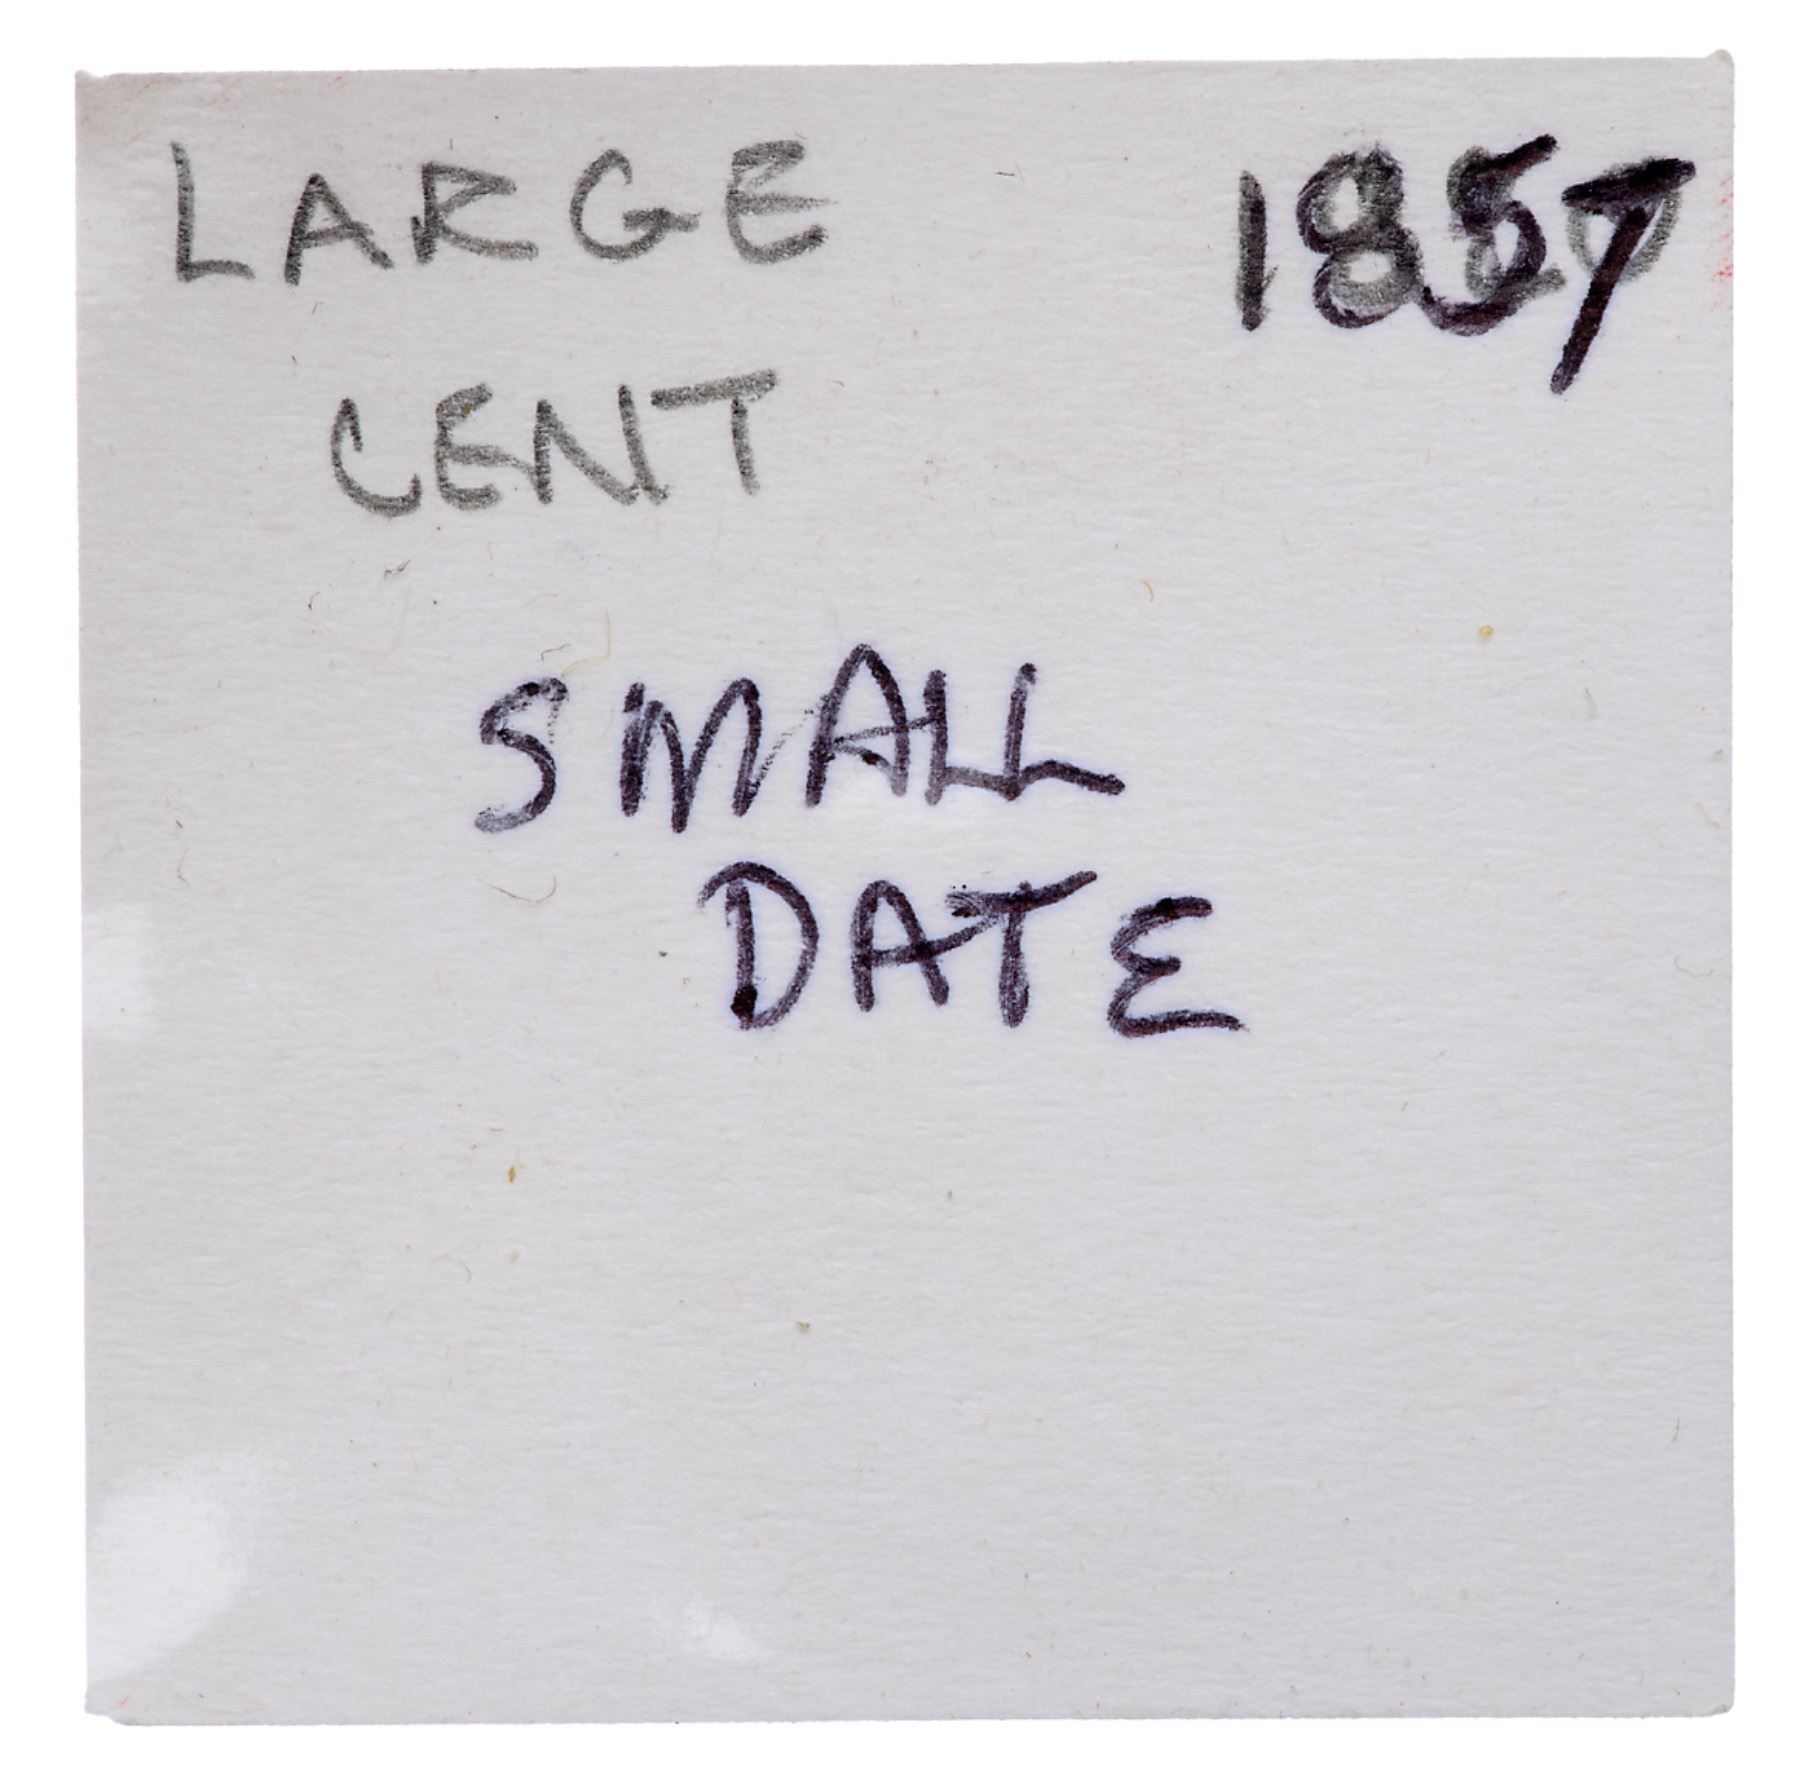 LARGE 1857
CENT
SMALL
DATE